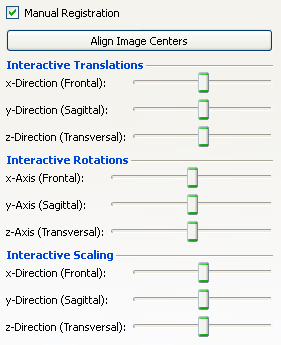 Manual Registration
Align Image Centers
Interactive Translations
x-Direction (Frontal):
y-Direction (Sagittal):
z-Direction (Transversal):
Interactive Rotations
x-Axis (Frontal):
y-Axis (Sagittal):
z-Axis (Transversal):
Interactive Scaling
x-Direction (Frontal):
y-Direction (Sagittal):
z-Direction (Transversal):